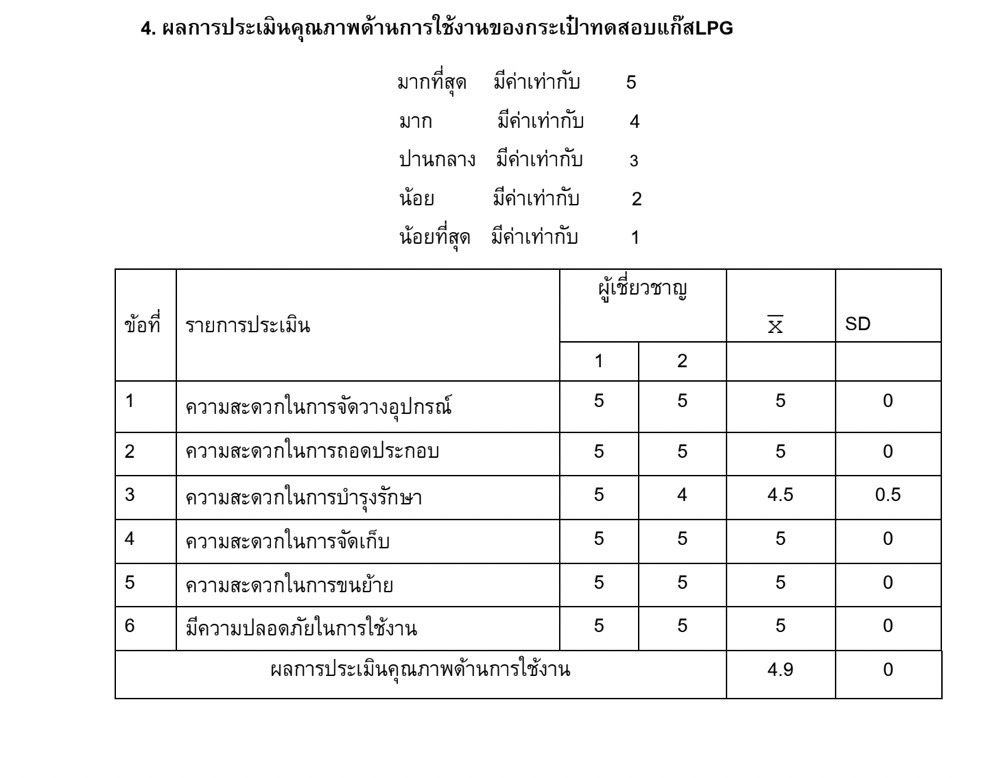 4. ผลการประเมินคุณภาพด้านการใช้งานของกระเป๋าทดสอบแก๊สLPG
มากที่สุด มีค่าเท่ากับ 5
มาก มีค่าเท่ากับ 4
ปานกลาง มีค่าเท่ากับ 3
น้อย มีค่าเท่ากับ 2
น้อยที่สุด มีค่าเท่ากับ 1
ข้อที่ รายการประเมิน ผู้เชี่ยวชาญ x̄ SD
1 2
1 ความสะดวกในการจัดวางอุปกรณ์ 5 5 5 0
2 ความสะดวกในการถอดประกอบ 5 5 5 0
3 ความสะดวกในการบำรุงรักษา 5 4 4.5 0.5
4 ความสะดวกในการจัดเก็บ 5 5 5 0
5 ความสะดวกในการขนย้าย 5 5 5 0
6 มีความปลอดภัยในการใช้งาน 5 5 5 0
ผลการประเมินคุณภาพด้านการใช้งาน 4.9 0